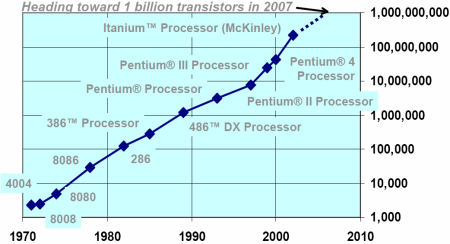 Heading toward 1 billion transistors in 2007
1,000,000,000
Itanium™ Processor (McKinley)
100,000,000
Pentium® III Processor
Pentium® 4
Processor
10,000,000
Pentium® Processor
Pentium® II Processor
1,000,000
386™ Processor
486™ DX Processor
100,000
8086
286
4004
10,000
8080
8008
1,000
1970
1980
1990
2000
2010